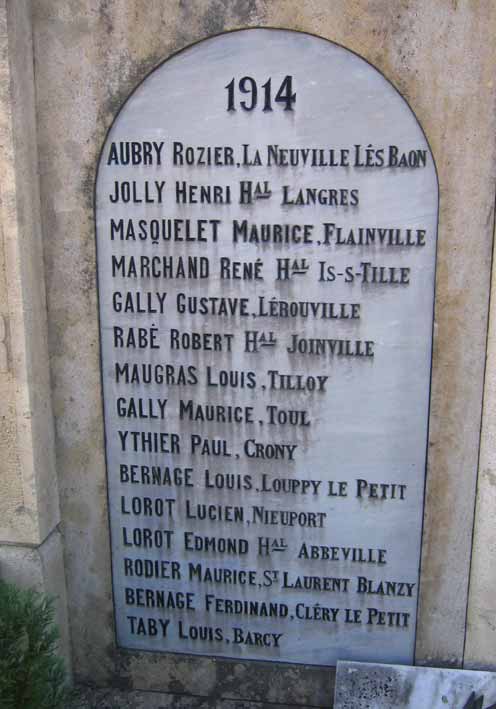 1914
AUBRY ROZIER, LA NEUVILLE LÉS BAON
JOLLY HENRI HAL LANGRES
MASQUELET MAURICE, FLAINVILLE
MARCHAND RENÉ HAL IS-S-TILLE
GALLY GUSTAVE, LÉROUVILLE
RABÉ ROBERT HAL JOINVILLE
MAUGRAS LOUIS, TILLOY
GALLY MAURICE, TOUL
YTHIER PAUL, CRONY
BERNAGE LOUIS, LOUPPY LE PETIT
LOROT LUCIEN, NIEUPORT
LOROT EDMOND HAL ABBEVILLE
RODIER MAURICE, ST LAURENT BLANZY
BERNAGE FERDINAND, CLÉRY LE PETIT
TABY LOUIS, BARCY